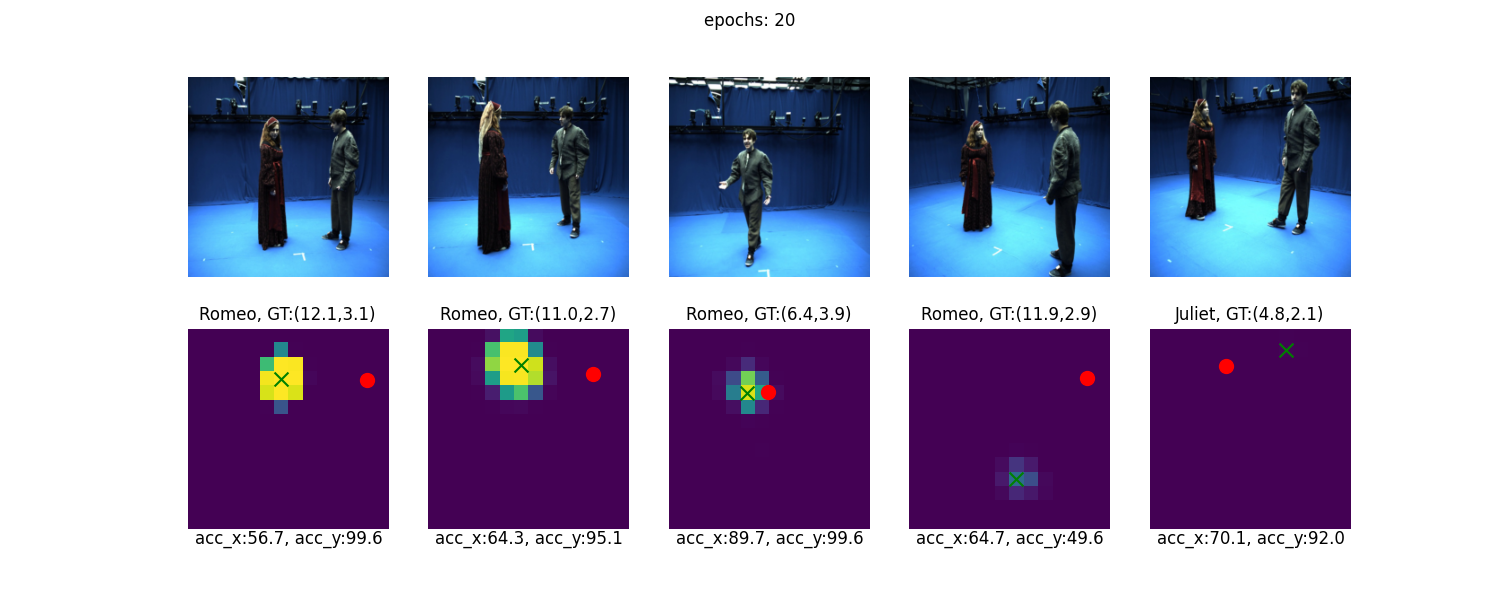 epochs: 20
Romeo, GT:(12.1,3.1)
Romeo, GT:(11.0,2.7)
Romeo, GT:(6.4,3.9)
Romeo, GT:(11.9,2.9)
Juliet, GT:(4.8,2.1)
acc_x:56.7, acc_y:99.6
acc_x:64.3, acc_y:95.1
acc_x:89.7, acc_y:99.6
acc_x:64.7, acc_y:49.6
acc_x:70.1, acc_y:92.0